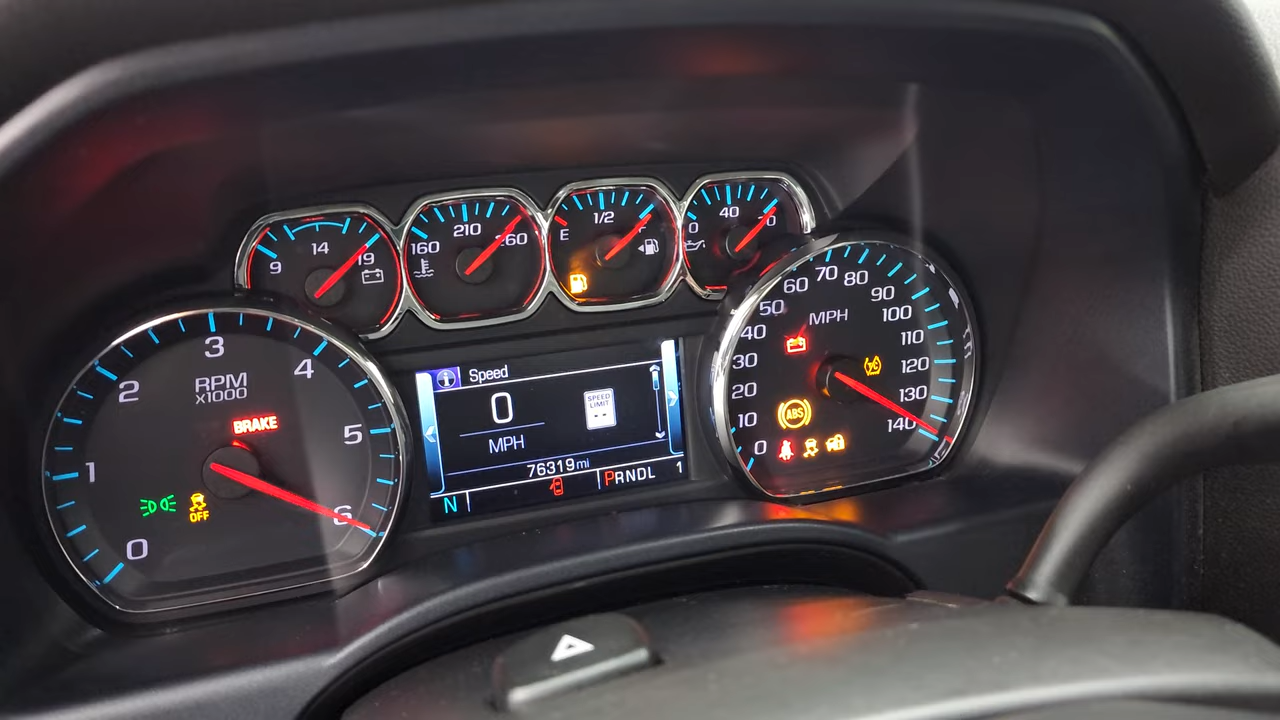 9 14 19
160 210 260
E 1/2 F
0 40
0 1 2 3 4 5 6
RPM
x1000
BRAKE
OFF
Speed
0
MPH
SPEED
LIMIT
--
76319 mi
N
PRNDL 1
0 10 20 30 40 50 60 70 80 90 100 110 120 130 140
MPH
ABS